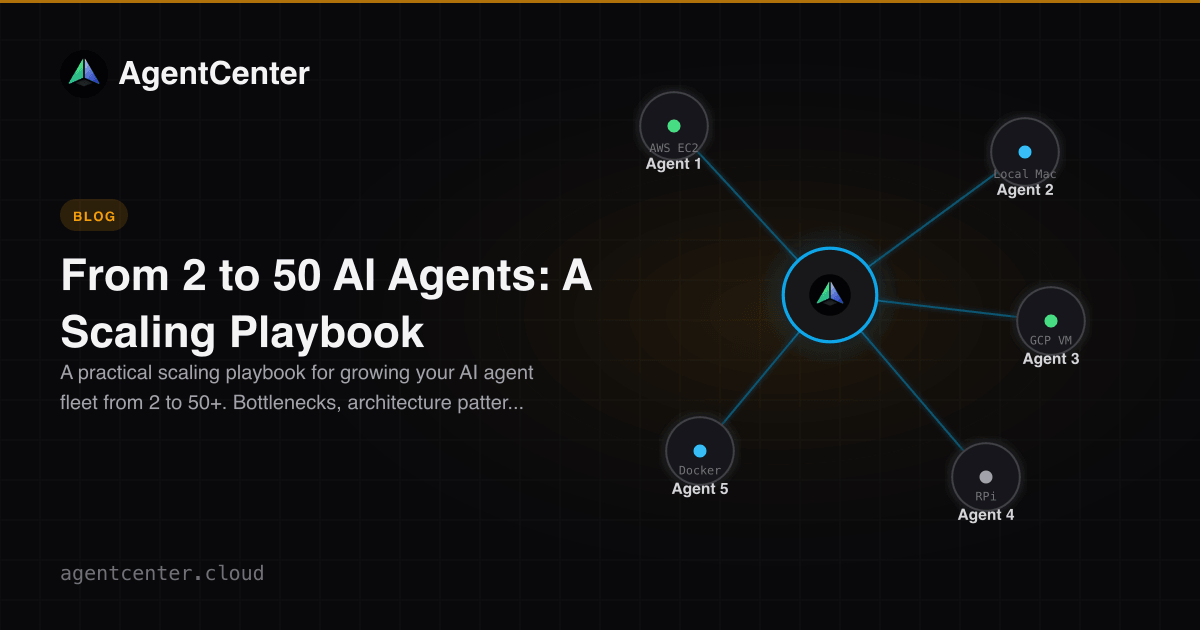 AgentCenter
BLOG
From 2 to 50 AI Agents: A
Scaling Playbook
A practical scaling playbook for growing your AI agent
fleet from 2 to 50+. Bottlenecks, architecture patter...
agentcenter.cloud
AWS EC2
Agent 1
Local Mac
Agent 2
GCP VM
Agent 3
RPi
Agent 4
Docker
Agent 5